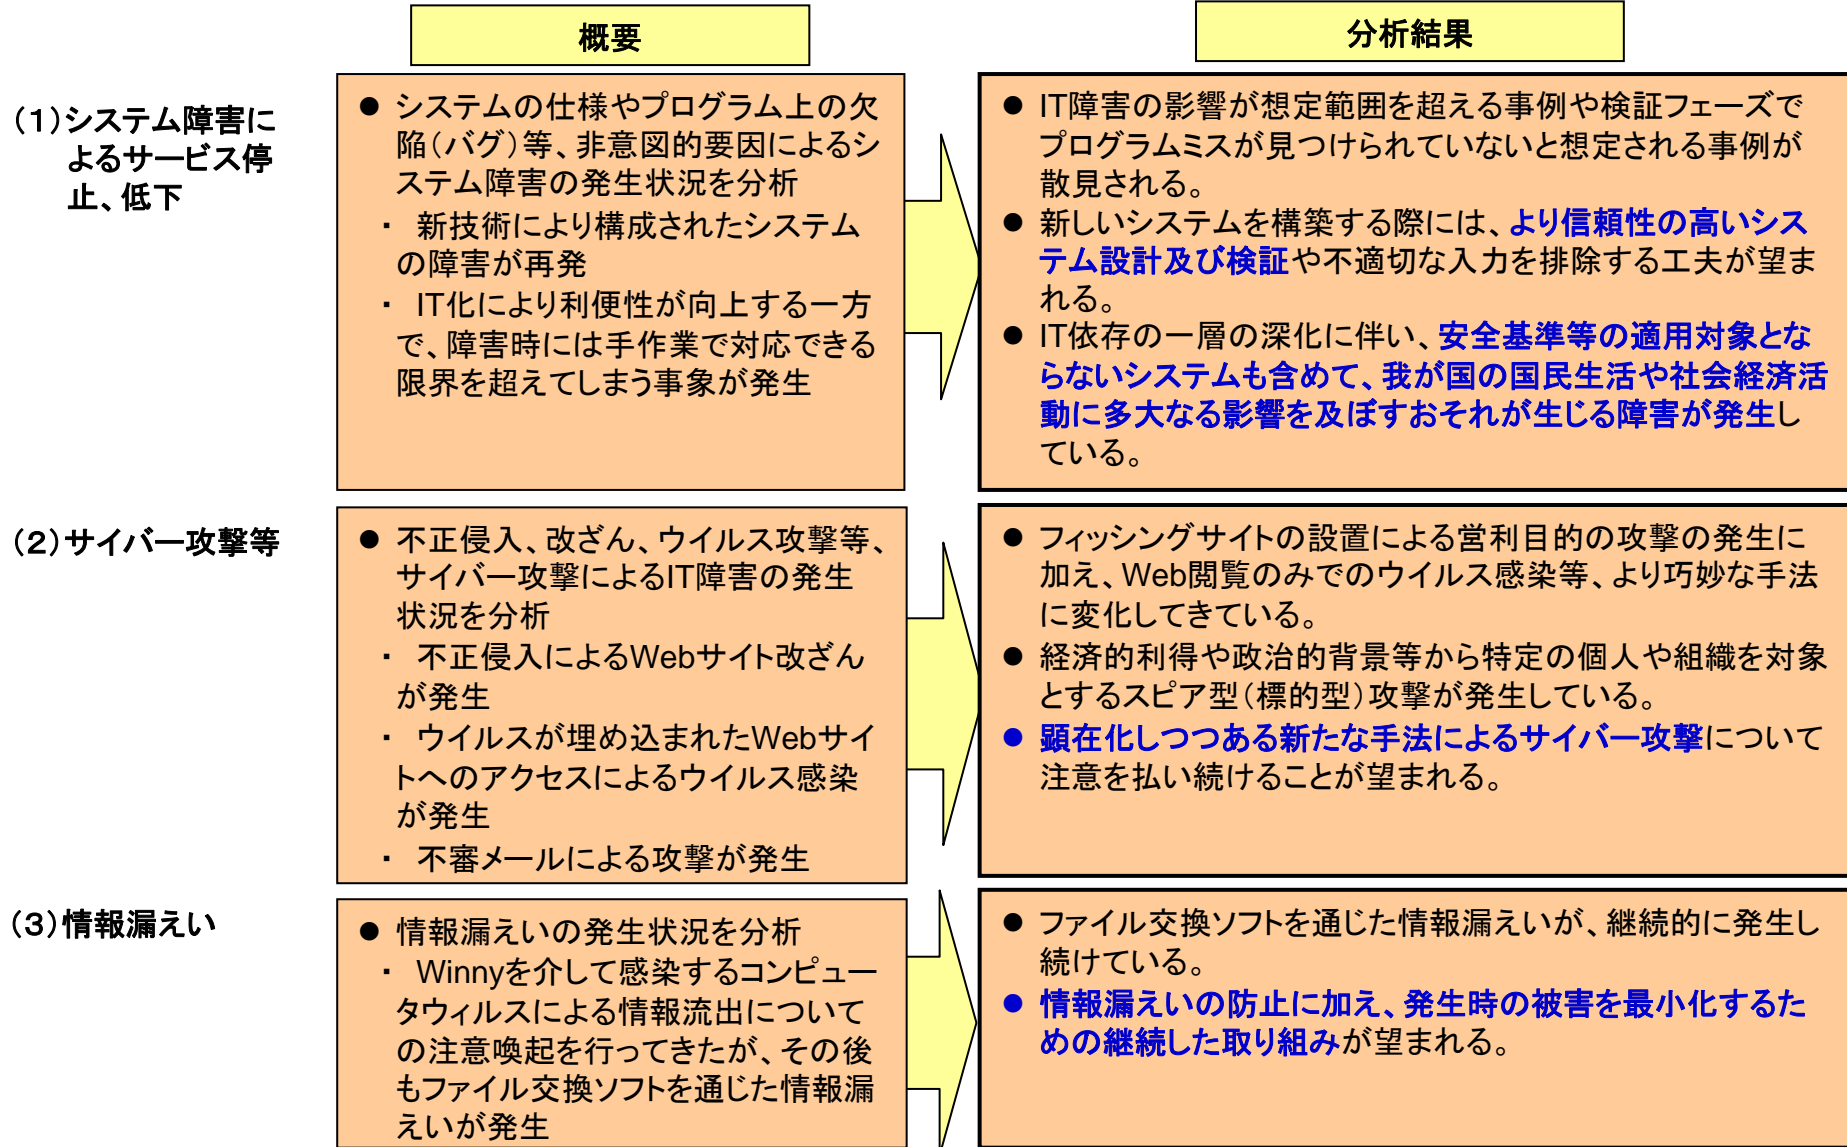 概要
分析結果
（1）システム障害に
よるサービス停
止、低下
● システムの仕様やプログラム上の欠
陥（バグ）等、非意図的要因によるシ
ステム障害の発生状況を分析
・ 新技術により構成されたシステム
の障害が再発
・ IT化により利便性が向上する一方
で、障害時には手作業で対応できる
限界を超えてしまう事象が発生
● IT障害の影響が想定範囲を超える事例や検証フェーズで
プログラムミスが見つけられていないと想定される事例が
散見される。
● 新しいシステムを構築する際には、より信頼性の高いシス
テム設計及び検証や不適切な入力を排除する工夫が望ま
れる。
● IT依存の一層の深化に伴い、安全基準等の適用対象とな
らないシステムも含めて、我が国の国民生活や社会経済活
動に多大なる影響を及ぼすおそれが生じる障害が発生し
ている。
（2）サイバー攻撃等
● 不正侵入、改ざん、ウイルス攻撃等、
サイバー攻撃によるIT障害の発生
状況を分析
・ 不正侵入によるWebサイト改ざん
が発生
・ ウイルスが埋め込まれたWebサイ
トへのアクセスによるウイルス感染
が発生
・ 不審メールによる攻撃が発生
● フィッシングサイトの設置による営利目的の攻撃の発生に
加え、Web閲覧のみでのウイルス感染等、より巧妙な手法
に変化してきている。
● 経済的利得や政治的背景等から特定の個人や組織を対象
とするスピア型（標的型）攻撃が発生している。
● 顕在化しつつある新たな手法によるサイバー攻撃について
注意を払い続けることが望まれる。
（3）情報漏えい
● 情報漏えいの発生状況を分析
・ Winnyを介して感染するコンピュー
タウィルスによる情報流出について
の注意喚起を行ってきたが、その後
もファイル交換ソフトを通じた情報漏
えいが発生
● ファイル交換ソフトを通じた情報漏えいが、継続的に発生し
続けている。
● 情報漏えいの防止に加え、発生時の被害を最小化するた
めの継続した取り組みが望まれる。